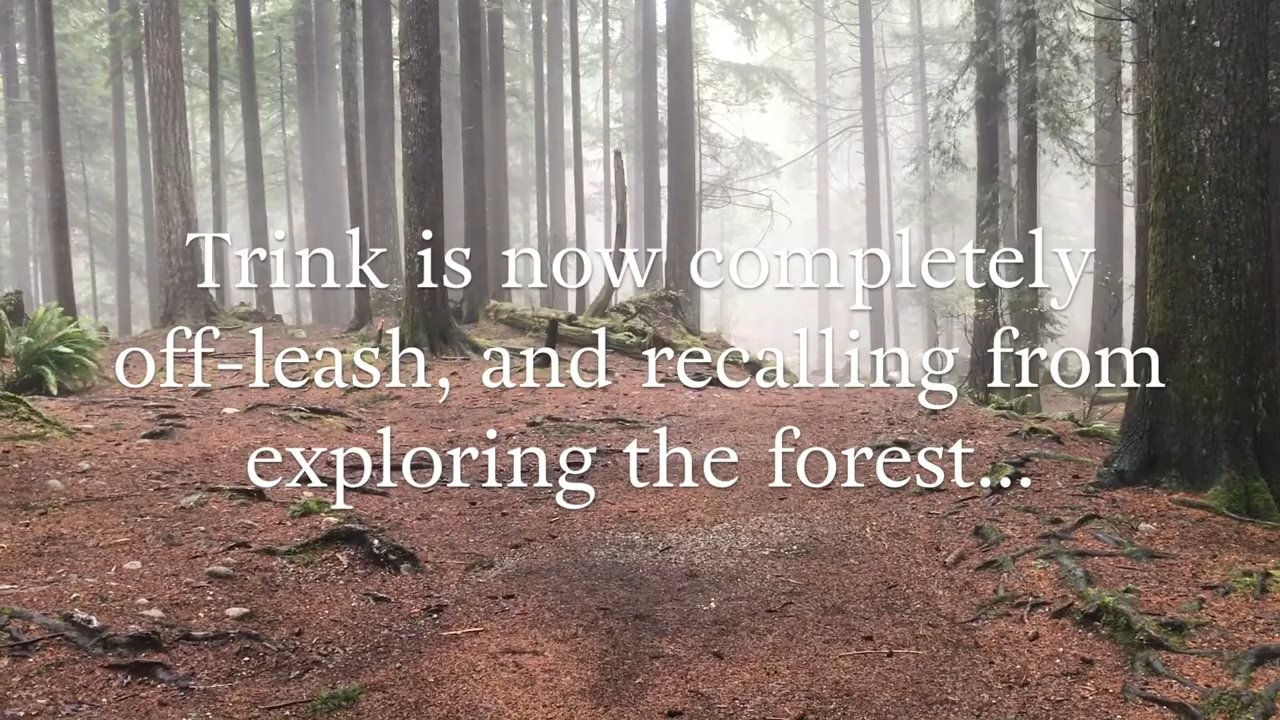 Trink is now completely
off-leash, and recalling from
exploring the forest...